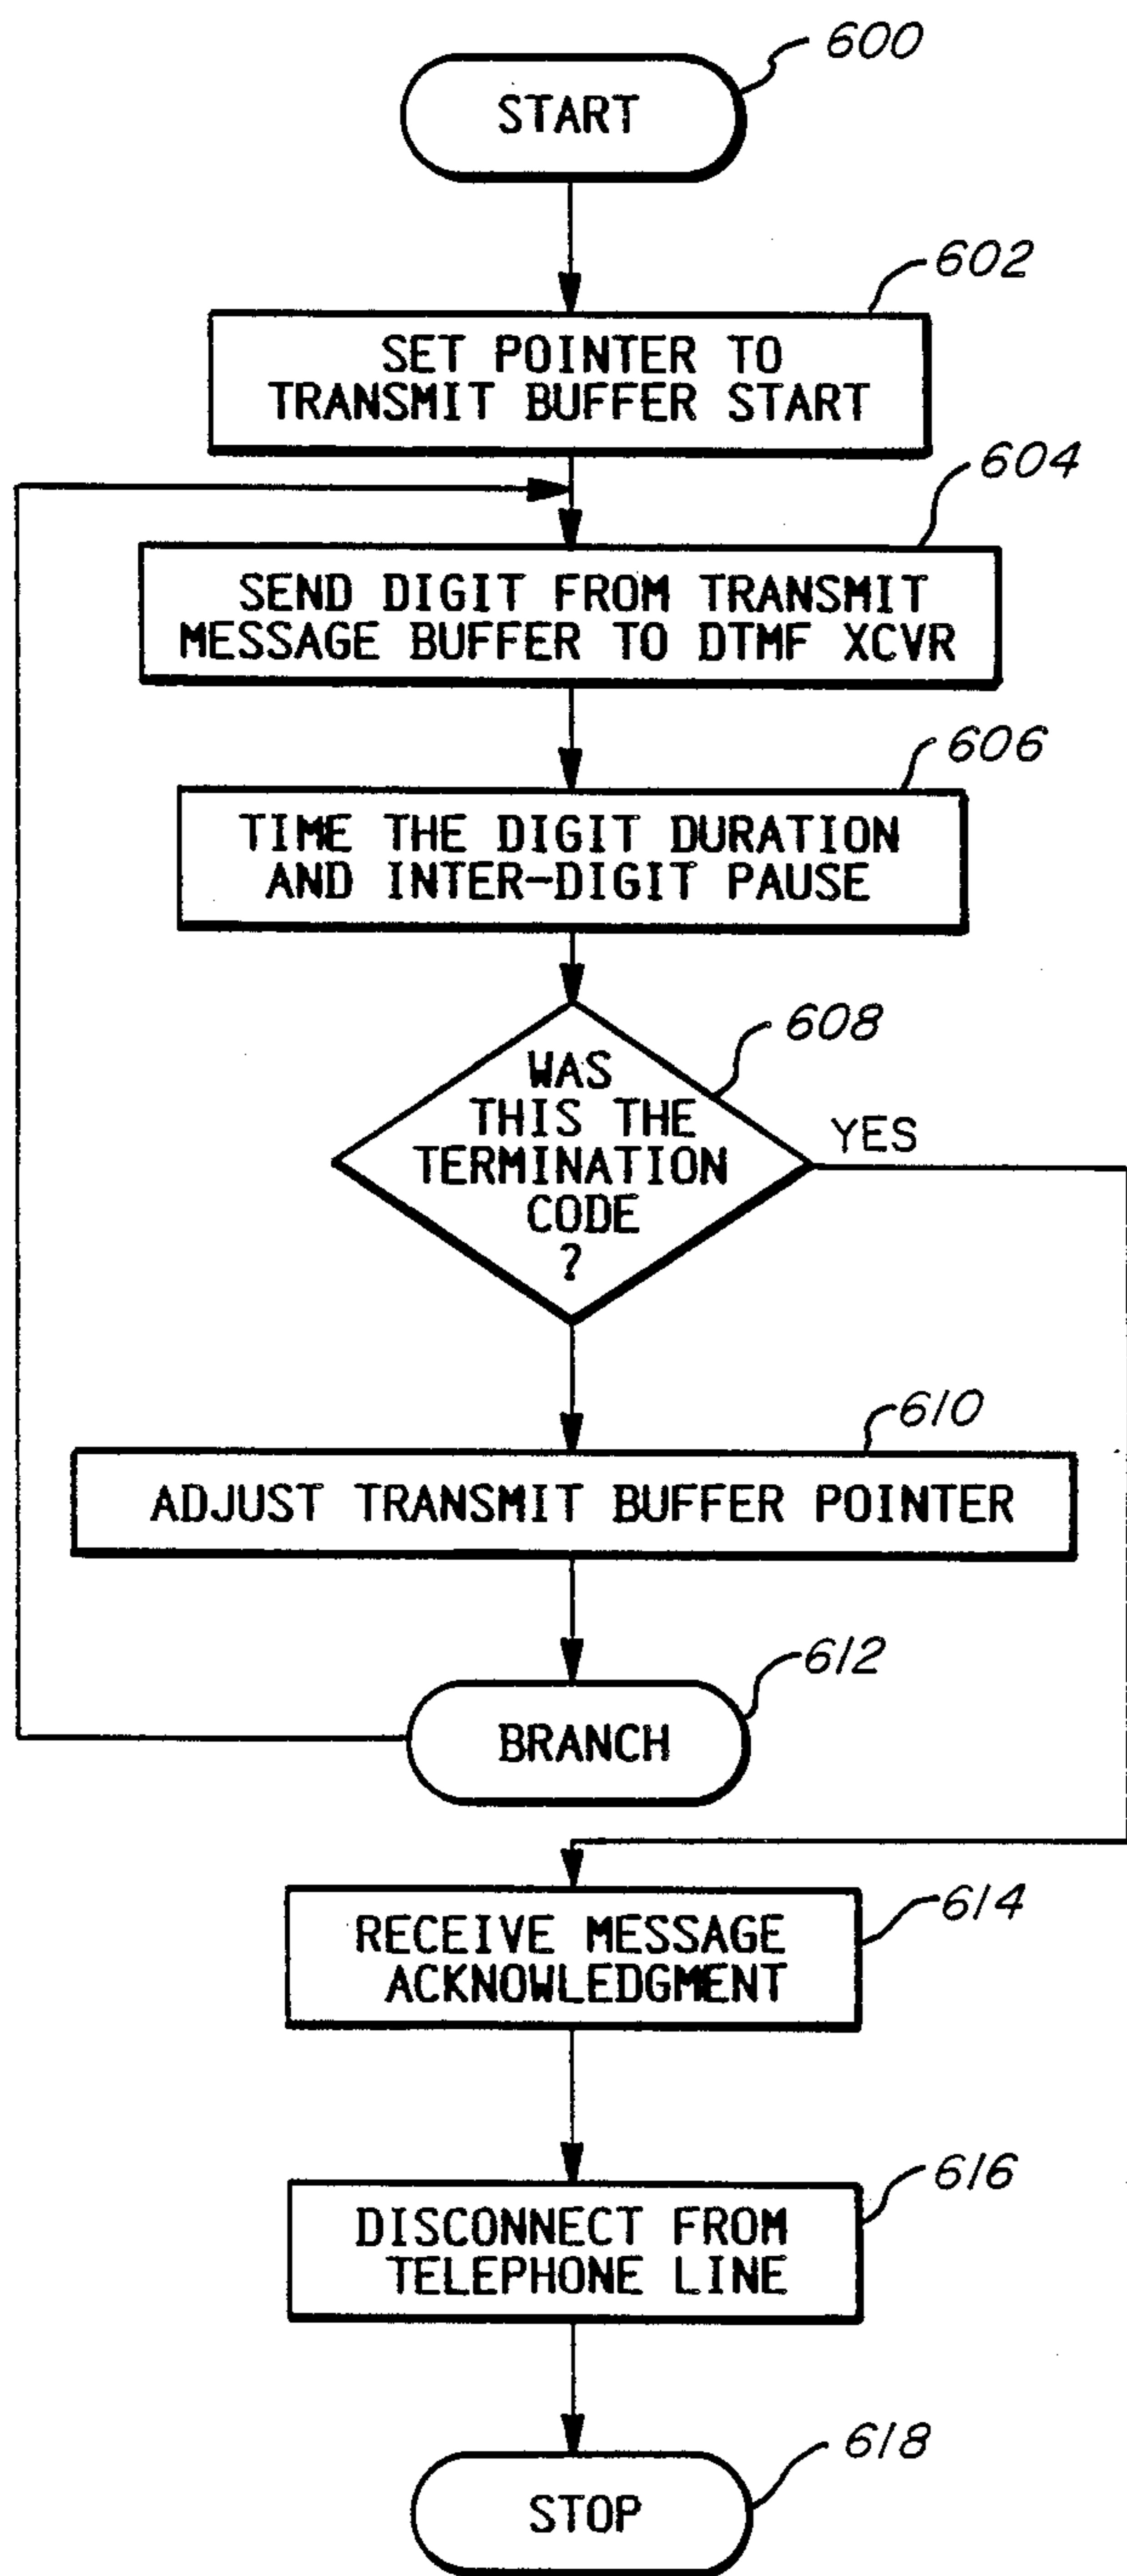 600
START
602
SET POINTER TO
TRANSMIT BUFFER START
604
SEND DIGIT FROM TRANSMIT
MESSAGE BUFFER TO DTMF XCVR
606
TIME THE DIGIT DURATION
AND INTER-DIGIT PAUSE
608
WAS
THIS THE
TERMINATION
CODE
?
YES
610
ADJUST TRANSMIT BUFFER POINTER
612
BRANCH
614
RECEIVE MESSAGE
ACKNOWLEDGMENT
616
DISCONNECT FROM
TELEPHONE LINE
618
STOP